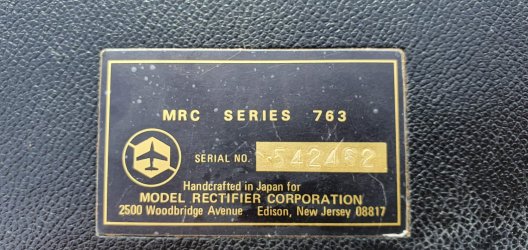 MRC SERIES 763
SERIAL NO. 542462
Handcrafted in Japan for
MODEL RECTIFIER CORPORATION
2500 Woodbridge Avenue Edison, New Jersey 08817